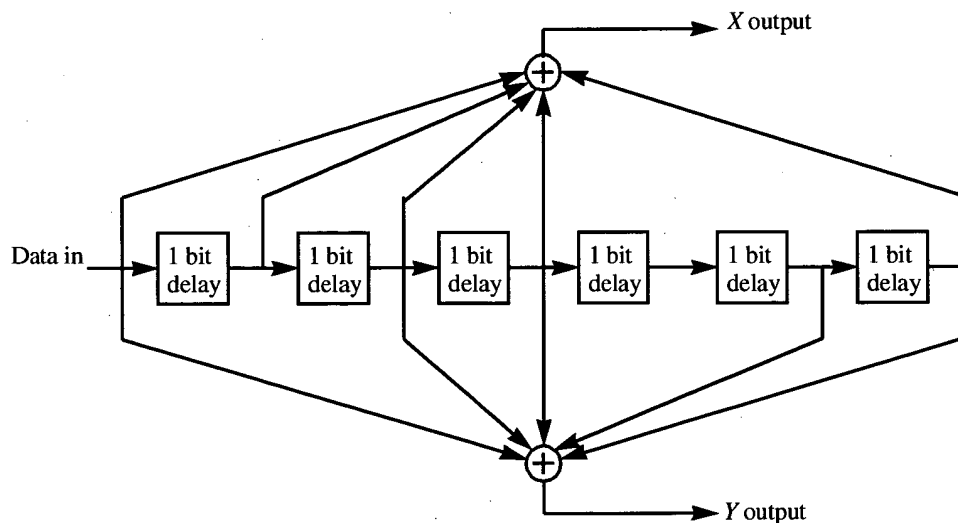 X output
Data in
1 bit
delay
1 bit
delay
1 bit
delay
1 bit
delay
1 bit
delay
1 bit
delay
Y output